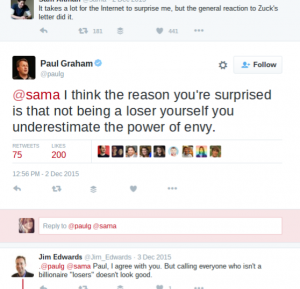 @sama · 2 Dec 2015
It takes a lot for the Internet to surprise me, but the general reaction to Zuck's
letter did it.
181
441
Paul Graham
@paulg
Follow
@sama I think the reason you're surprised
is that not being a loser yourself you
underestimate the power of envy.
RETWEETS LIKES
75 200
12:56 PM - 2 Dec 2015
Reply to @paulg @sama
Jim Edwards @Jim_Edwards · 3 Dec 2015
.@paulg @sama Paul, I agree with you. But calling everyone who isn't a
billionaire "losers" doesn't look good.